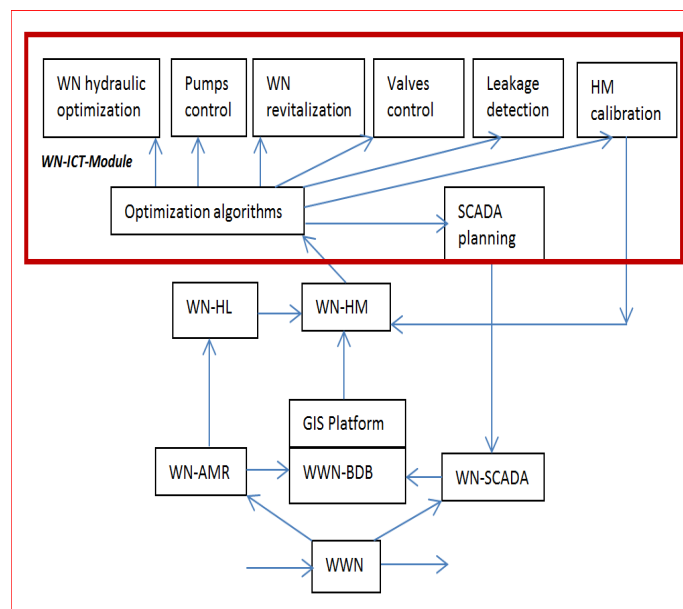 WN hydraulic
optimization
Pumps
control
WN
revitalization
Valves
control
Leakage
detection
HM
calibration
WN-ICT-Module
Optimization algorithms
SCADA
planning
WN-HL
WN-HM
GIS Platform
WN-AMR
WWN-BDB
WN-SCADA
WWN